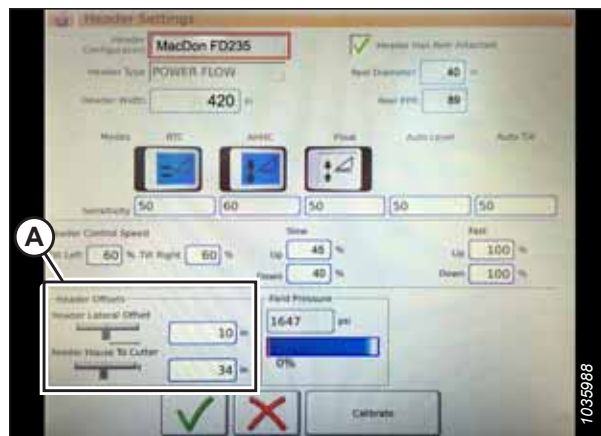 Header Settings
Header Configuration MacDon FD235 Header Has Reel Attached
Header Type POWER FLOW Reel Diameter 40 in
Header Width 420 in Reel PPR 89
Modes RTC AHHC Float Auto Level Auto Tilt
Sensitivity 50 60 50 50 50
Header Control Speed Slow Fast
Tilt Left 60 % Tilt Right 60 % Up 45 % Up 100 %
Down 40 % Down 100 %
A
Header Offsets Field Pressure
Header Lateral Offset 10 in 1647 psi
Feeder House To Cutter 34 in 0%
Calibrate
1035988